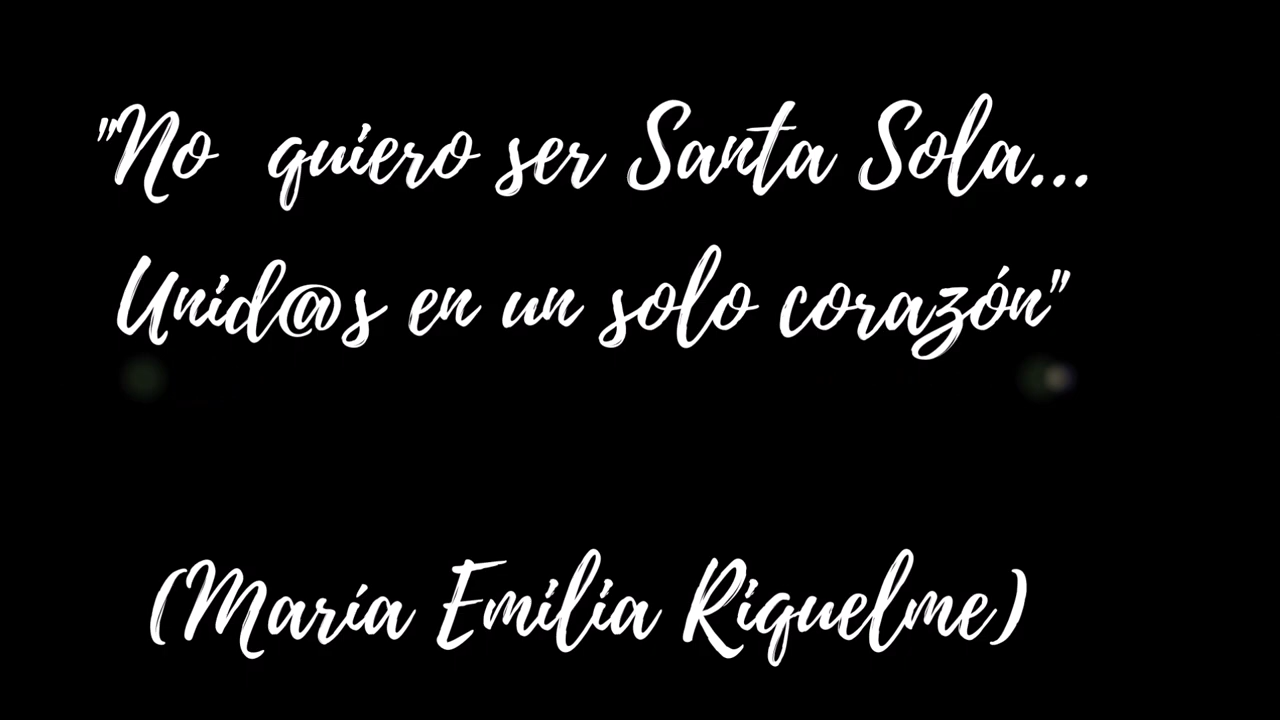 "No quiero ser Santa Sola...
Unid@s en un solo corazón"
(María Emilia Riquelme)